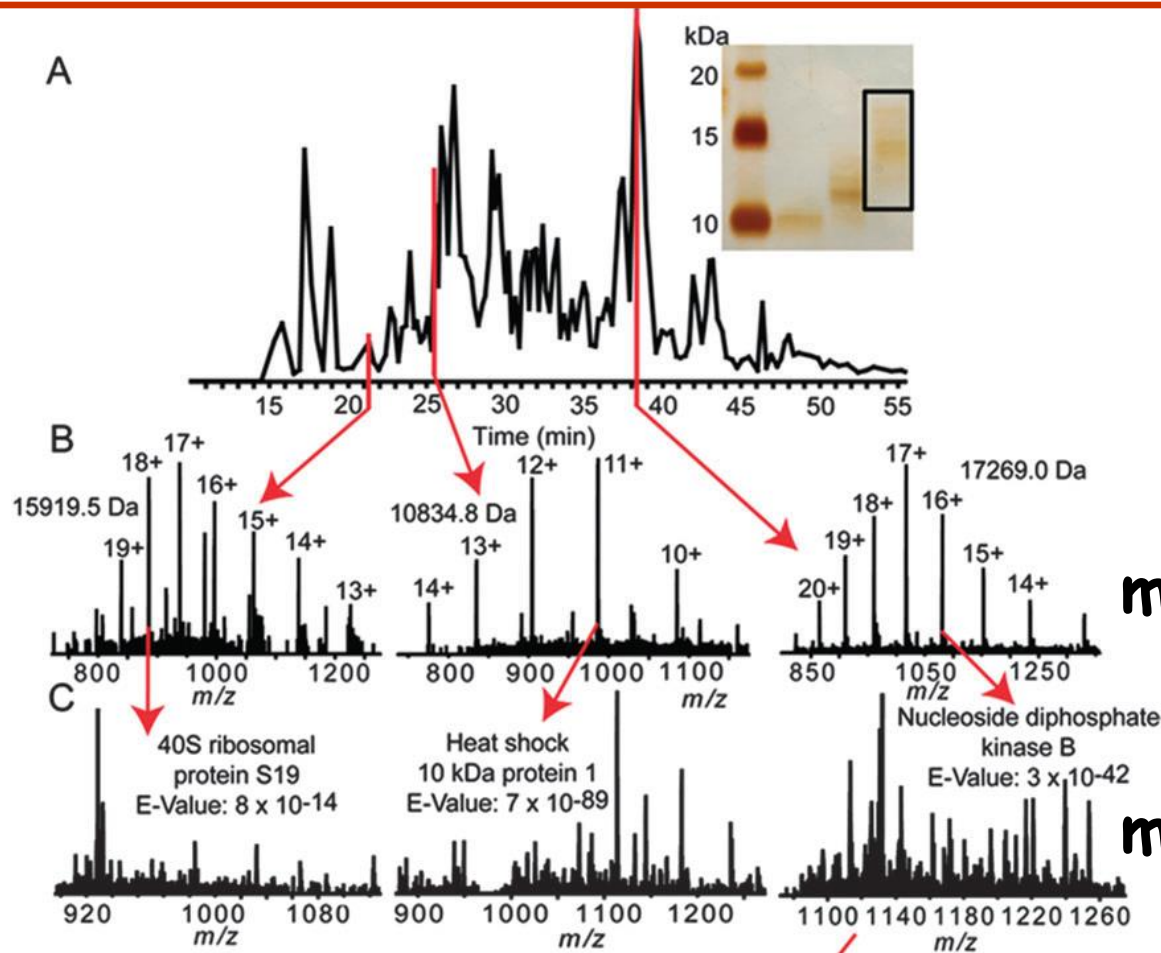 A
kDa
20
15
10
15 20 25 30 35 40 45 50 55
Time (min)
B
15919.5 Da
19+ 18+ 17+ 16+ 15+ 14+ 13+
800 1000 1200
m/z
10834.8 Da
14+ 13+ 12+ 11+ 10+
800 900 1000 1100
m/z
17269.0 Da
20+ 19+ 18+ 17+ 16+ 15+ 14+
850 1050 1250
m/z
m
C
40S ribosomal
protein S19
E-Value: 8 x 10-14
920 1000 1080
m/z
Heat shock
10 kDa protein 1
E-Value: 7 x 10-89
900 1000 1100 1200
m/z
Nucleoside diphosphate
kinase B
E-Value: 3 x 10-42
1100 1140 1180 1220 1260
m/z
m